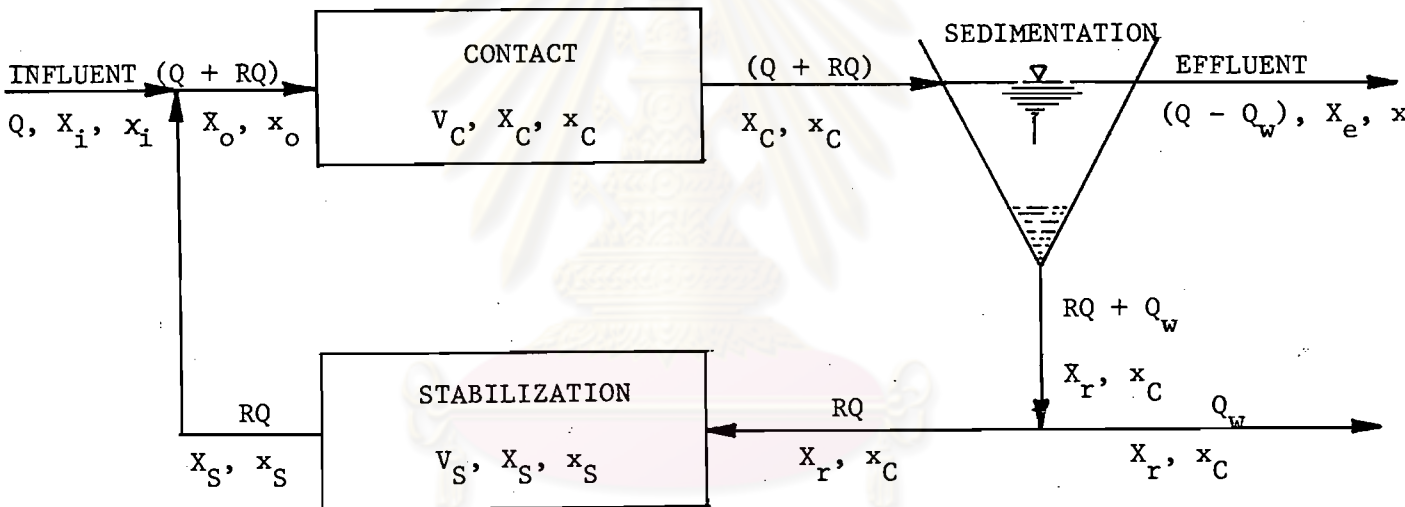 INFLUENT
(Q + RQ)
Q, X_i, x_i
X_o, x_o
CONTACT
V_C, X_C, x_C
(Q + RQ)
X_C, x_C
SEDIMENTATION
EFFLUENT
(Q - Q_w), X_e, x
RQ + Q_w
X_r, x_C
Q_w
X_r, x_C
RQ
X_r, x_C
STABILIZATION
V_S, X_S, x_S
RQ
X_S, x_S